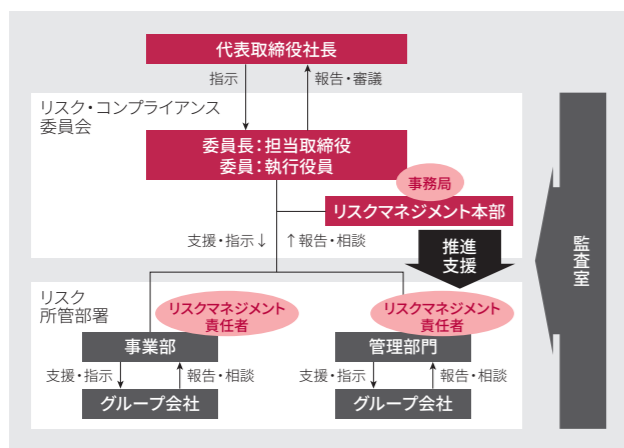 代表取締役社長
指示
報告・審議
リスク・コンプライアンス
委員会
委員長：担当取締役
委員：執行役員
事務局
リスクマネジメント本部
支援・指示↓
↑報告・相談
推進
支援
監査室
リスク
所管部署
リスクマネジメント
責任者
リスクマネジメント
責任者
事業部
管理部門
支援・指示
報告・相談
支援・指示
報告・相談
グループ会社
グループ会社